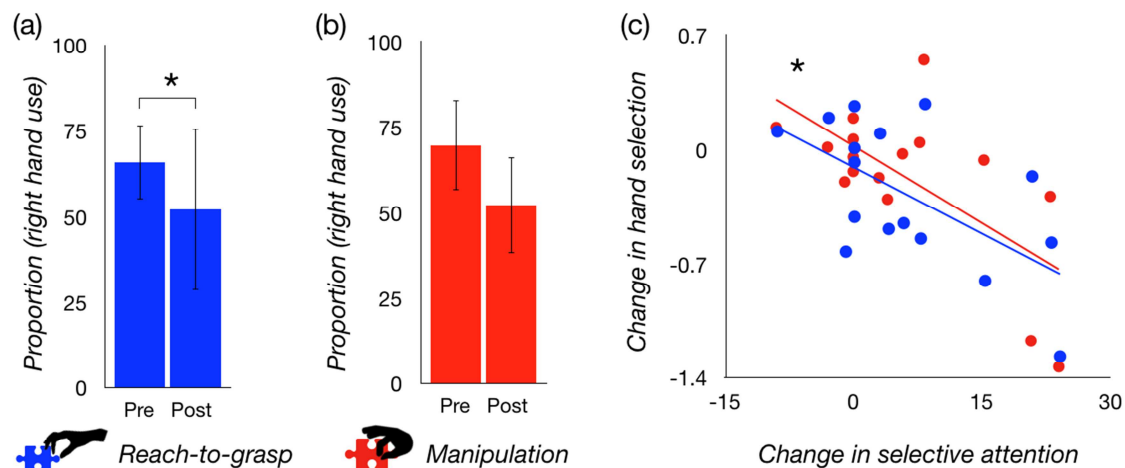 (a)
100
75
50
25
0
Proportion (right hand use)
*
Pre Post
Reach-to-grasp
(b)
100
75
50
25
0
Proportion (right hand use)
Pre Post
Manipulation
(c)
0.7
0
-0.7
-1.4
Change in hand selection
*
-15 0 15 30
Change in selective attention